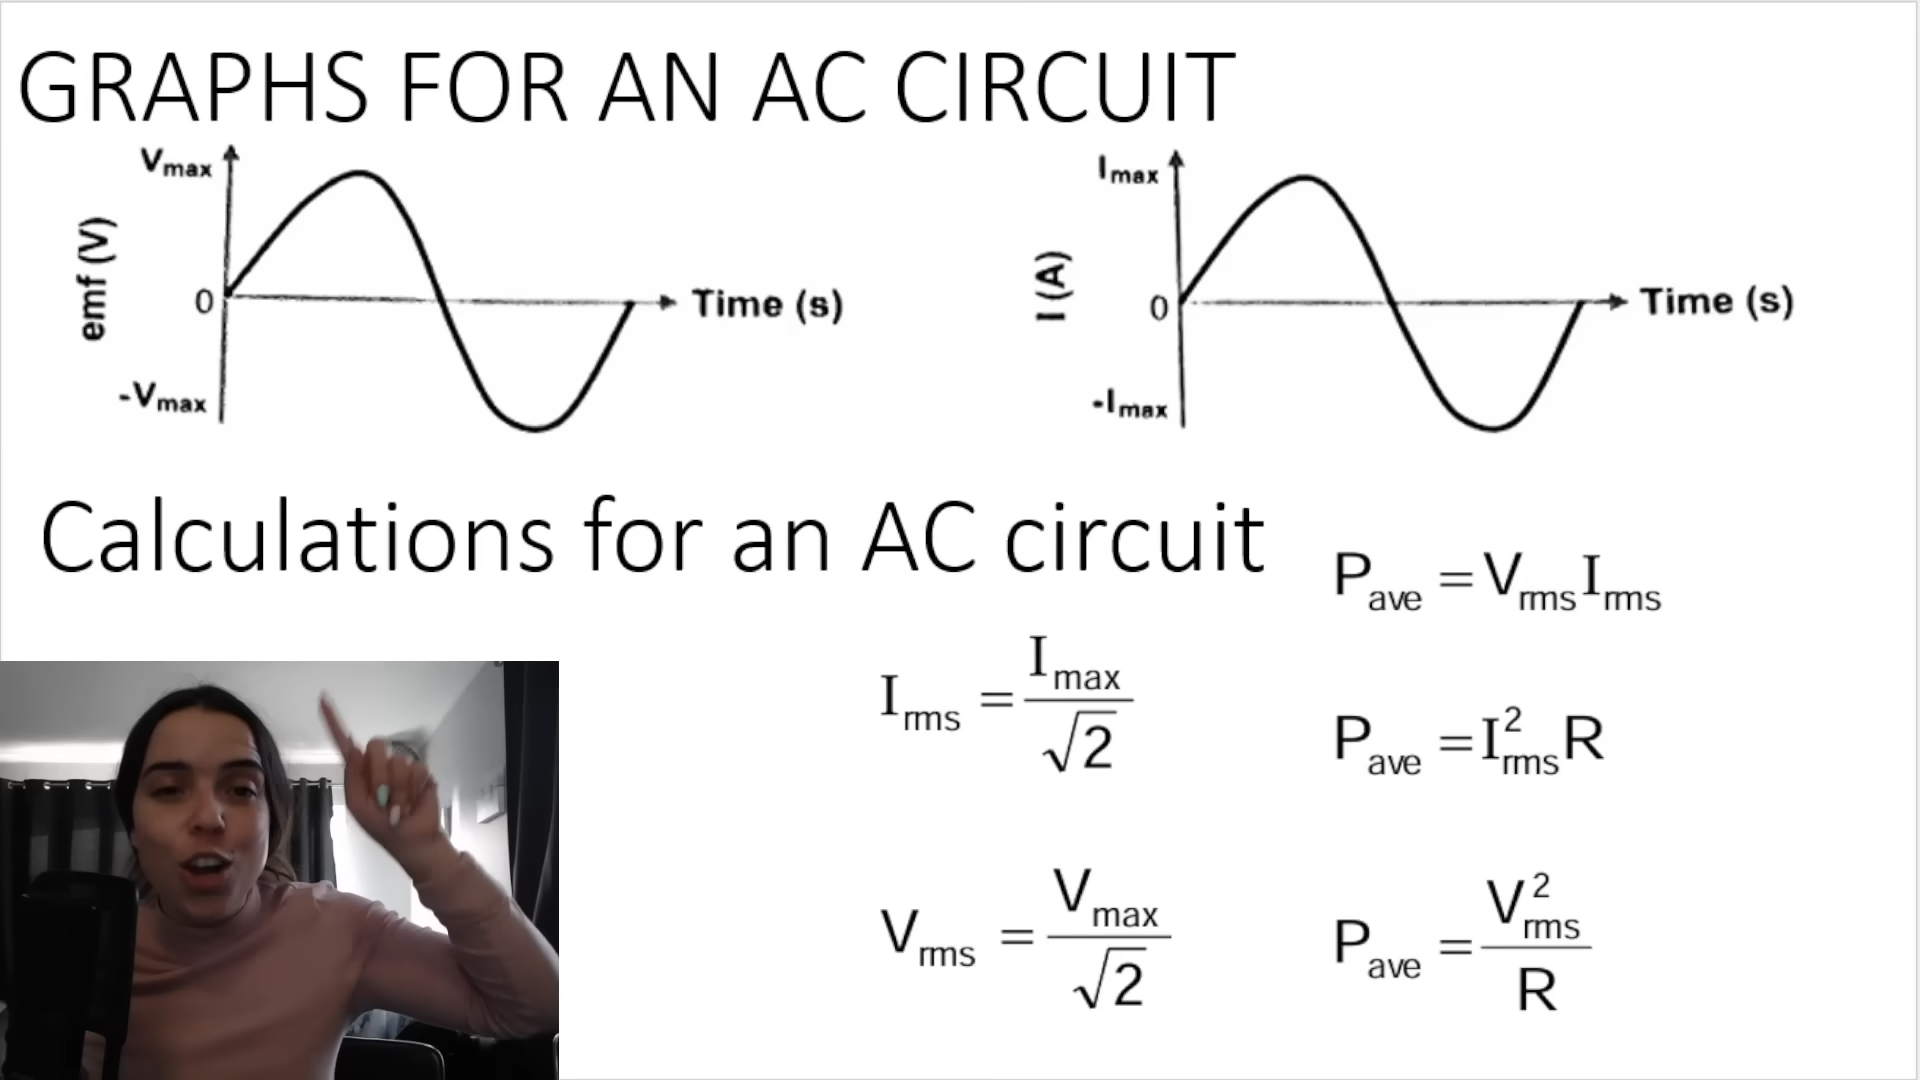 GRAPHS FOR AN AC CIRCUIT
Vmax
emf (V)
0
Time (s)
-Vmax
Imax
I (A)
0
Time (s)
-Imax
Calculations for an AC circuit
Pave = VrmsIrms
Irms = Imax/√2
Pave = I²rmsR
Vrms = Vmax/√2
Pave = V²rms/R